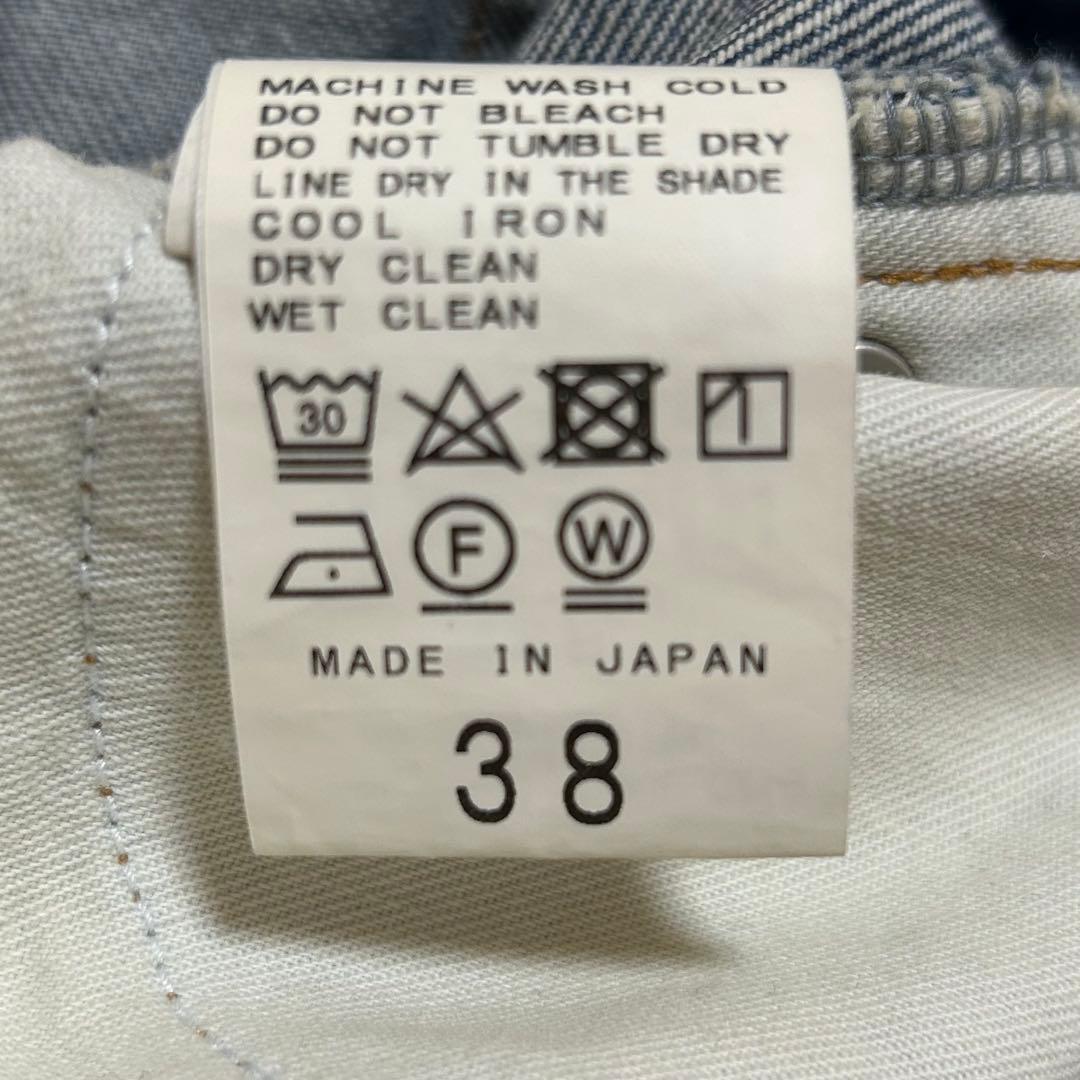 MACHINE WASH COLD
DO NOT BLEACH
DO NOT TUMBLE DRY
LINE DRY IN THE SHADE
COOL IRON
DRY CLEAN
WET CLEAN
30
F W
MADE IN JAPAN
38